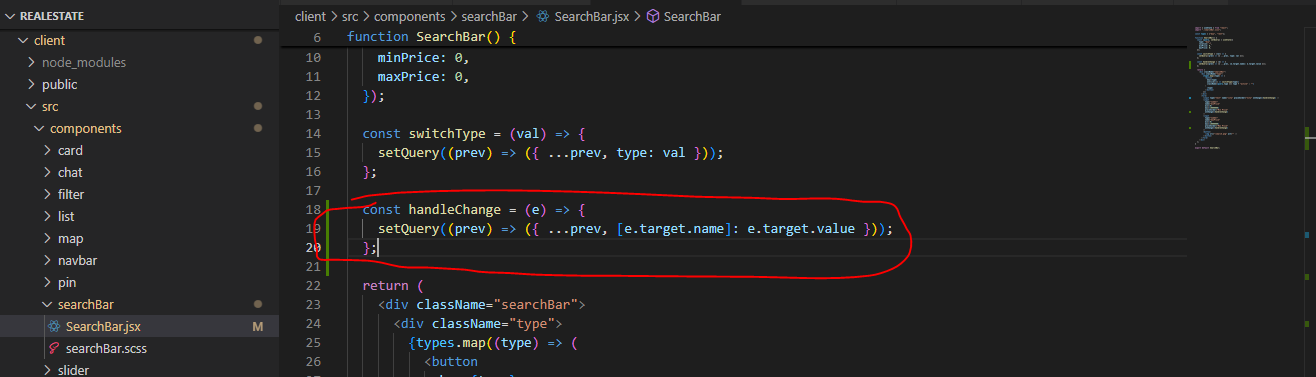 REALESTATE
client
node_modules
public
src
components
card
chat
filter
list
map
navbar
pin
searchBar
SearchBar.jsx M
searchBar.scss
slider
client > src > components > searchBar > SearchBar.jsx > SearchBar
6 function SearchBar() {
10 minPrice: 0,
11 maxPrice: 0,
12 });
13
14 const switchType = (val) => {
15 setQuery((prev) => ({ ...prev, type: val }));
16 };
17
18 const handleChange = (e) => {
19 setQuery((prev) => ({ ...prev, [e.target.name]: e.target.value }));
20 };
21
22 return (
23 <div className="searchBar">
24 <div className="type">
25 {types.map((type) => (
26 <button